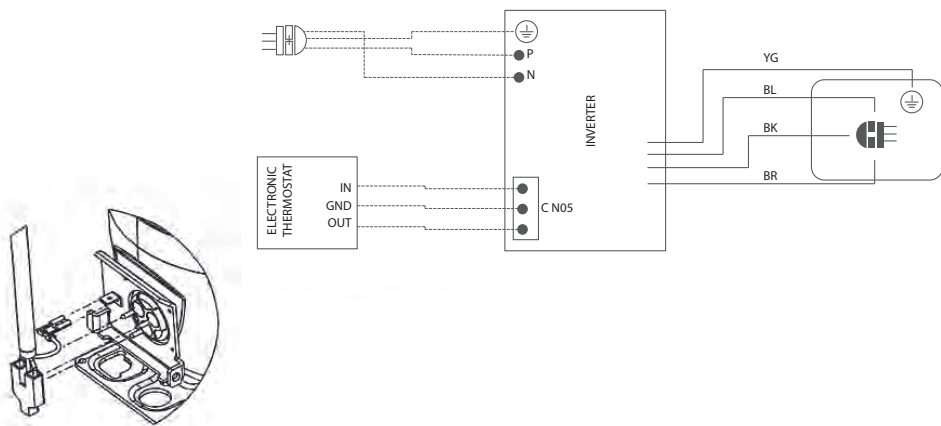 P
N
YG
BL
BK
BR
INVERTER
ELECTRONIC
THERMOSTAT
IN
GND
OUT
C N05